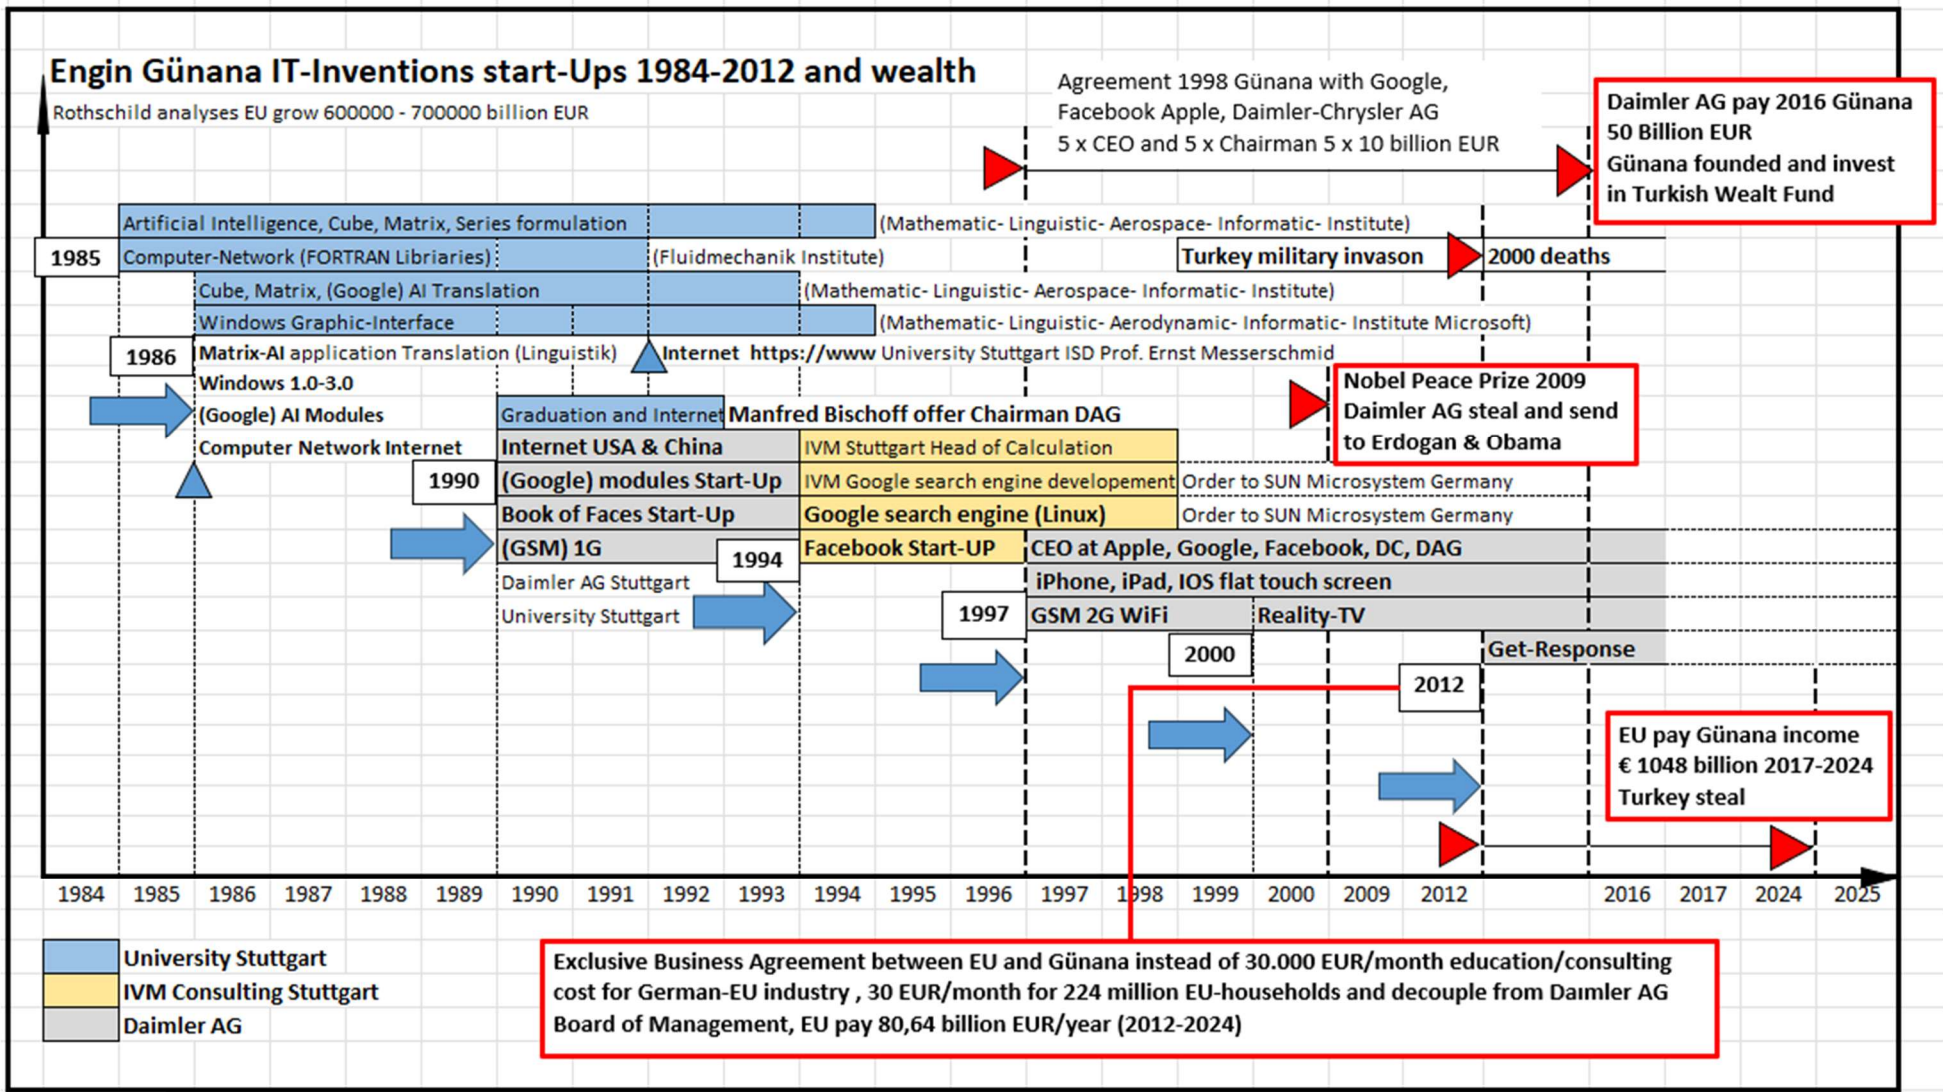 Engin Günana IT-Inventions start-Ups 1984-2012 and wealth
Rothschild analyses EU grow 600000 - 700000 billion EUR
Agreement 1998 Günana with Google,
Facebook Apple, Daimler-Chrysler AG
5 x CEO and 5 x Chairman 5 x 10 billion EUR
Daimler AG pay 2016 Günana
50 Billion EUR
Günana founded and invest
in Turkish Wealt Fund
Artificial Intelligence, Cube, Matrix, Series formulation
(Mathematic- Linguistic- Aerospace- Informatic- Institute)
1985
Computer-Network (FORTRAN Libriaries)
(Fluidmechanik Institute)
Turkey military invason
2000 deaths
Cube, Matrix, (Google) AI Translation
(Mathematic- Linguistic- Aerospace- Informatic- Institute)
Windows Graphic-Interface
(Mathematic- Linguistic- Aerodynamic- Informatic- Institute Microsoft)
1986
Matrix-AI application Translation (Linguistik)
Internet https://www University Stuttgart ISD Prof. Ernst Messerschmid
Windows 1.0-3.0
(Google) AI Modules
Computer Network Internet
Nobel Peace Prize 2009
Daimler AG steal and send
to Erdogan & Obama
Graduation and Internet
Manfred Bischoff offer Chairman DAG
Internet USA & China
IVM Stuttgart Head of Calculation
1990
(Google) modules Start-Up
IVM Google search engine developement
Order to SUN Microsystem Germany
Book of Faces Start-Up
Google search engine (Linux)
Order to SUN Microsystem Germany
(GSM) 1G
1994
Facebook Start-UP
CEO at Apple, Google, Facebook, DC, DAG
Daimler AG Stuttgart
iPhone, iPad, IOS flat touch screen
University Stuttgart
1997
GSM 2G WiFi
Reality-TV
2000
Get-Response
2012
EU pay Günana income
€ 1048 billion 2017-2024
Turkey steal
1984 1985 1986 1987 1988 1989 1990 1991 1992 1993 1994 1995 1996 1997 1998 1999 2000 2009 2012 2016 2017 2024 2025
University Stuttgart
IVM Consulting Stuttgart
Daimler AG
Exclusive Business Agreement between EU and Günana instead of 30.000 EUR/month education/consulting
cost for German-EU industry , 30 EUR/month for 224 million EU-households and decouple from Daimler AG
Board of Management, EU pay 80,64 billion EUR/year (2012-2024)